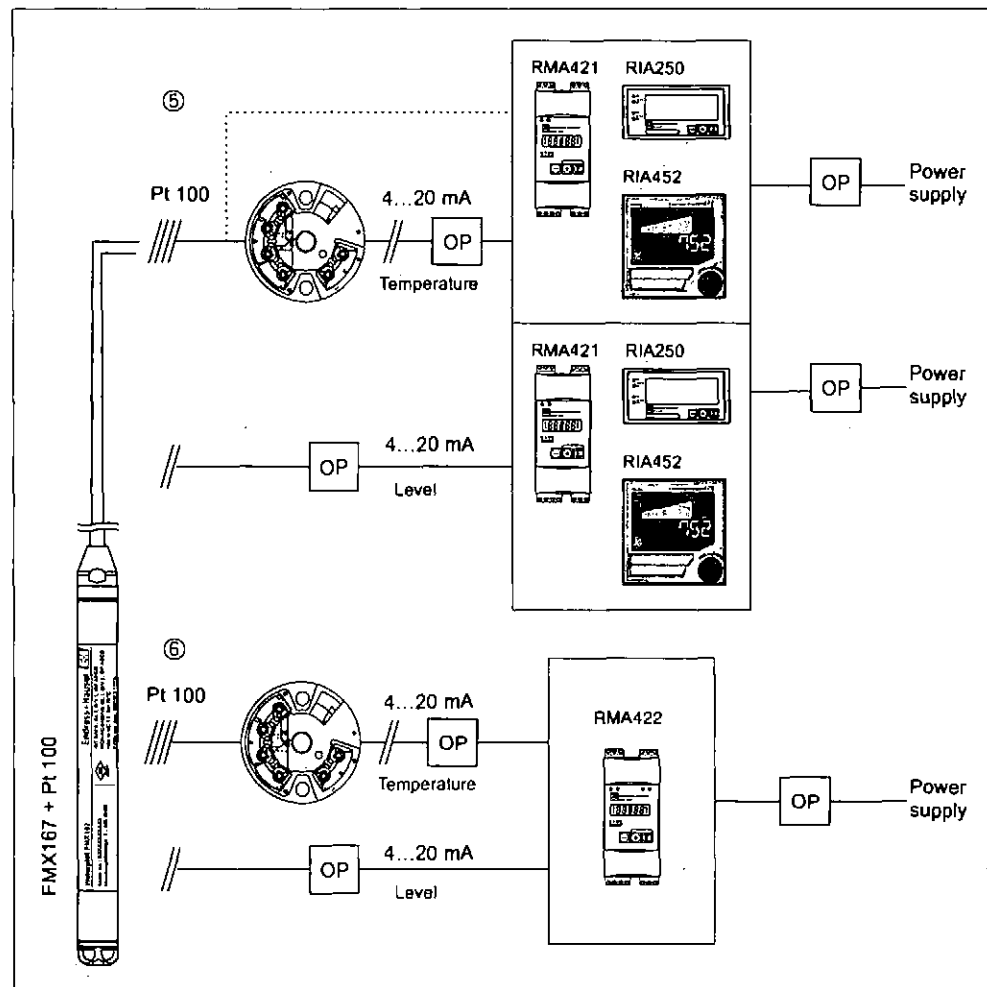 ⑤
RMA421 RIA250
Pt 100
4...20 mA
OP
Temperature
RIA452
752
OP
Power
supply
RMA421 RIA250
4...20 mA
OP
Level
RIA452
752
OP
Power
supply
⑥
Pt 100
4...20 mA
OP
Temperature
RMA422
OP
Power
supply
4...20 mA
OP
Level
FMX167 + Pt 100
Endress+Hauser